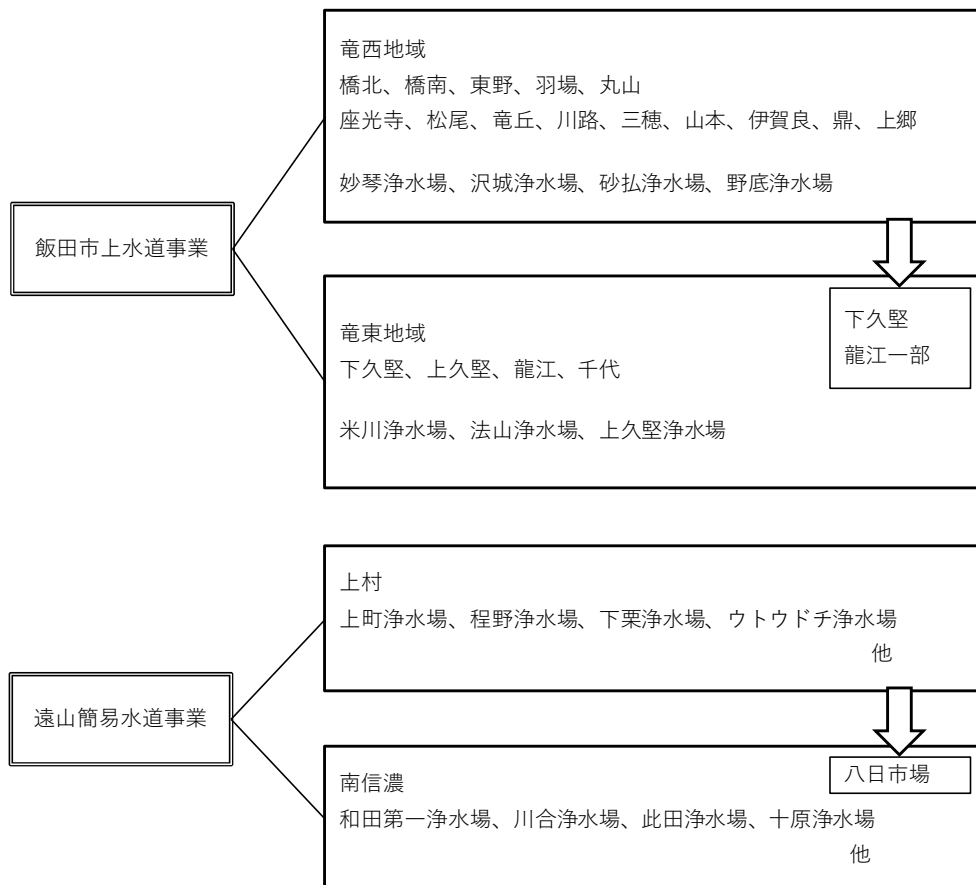 竜西地域
橋北、橋南、東野、羽場、丸山
座光寺、松尾、竜丘、川路、三穂、山本、伊賀良、鼎、上郷
妙琴浄水場、沢城浄水場、砂払浄水場、野底浄水場
飯田市上水道事業
下久堅
龍江一部
竜東地域
下久堅、上久堅、龍江、千代
米川浄水場、法山浄水場、上久堅浄水場
上村
上町浄水場、程野浄水場、下栗浄水場、ウトウドチ浄水場
他
遠山簡易水道事業
八日市場
南信濃
和田第一浄水場、川合浄水場、此田浄水場、十原浄水場
他